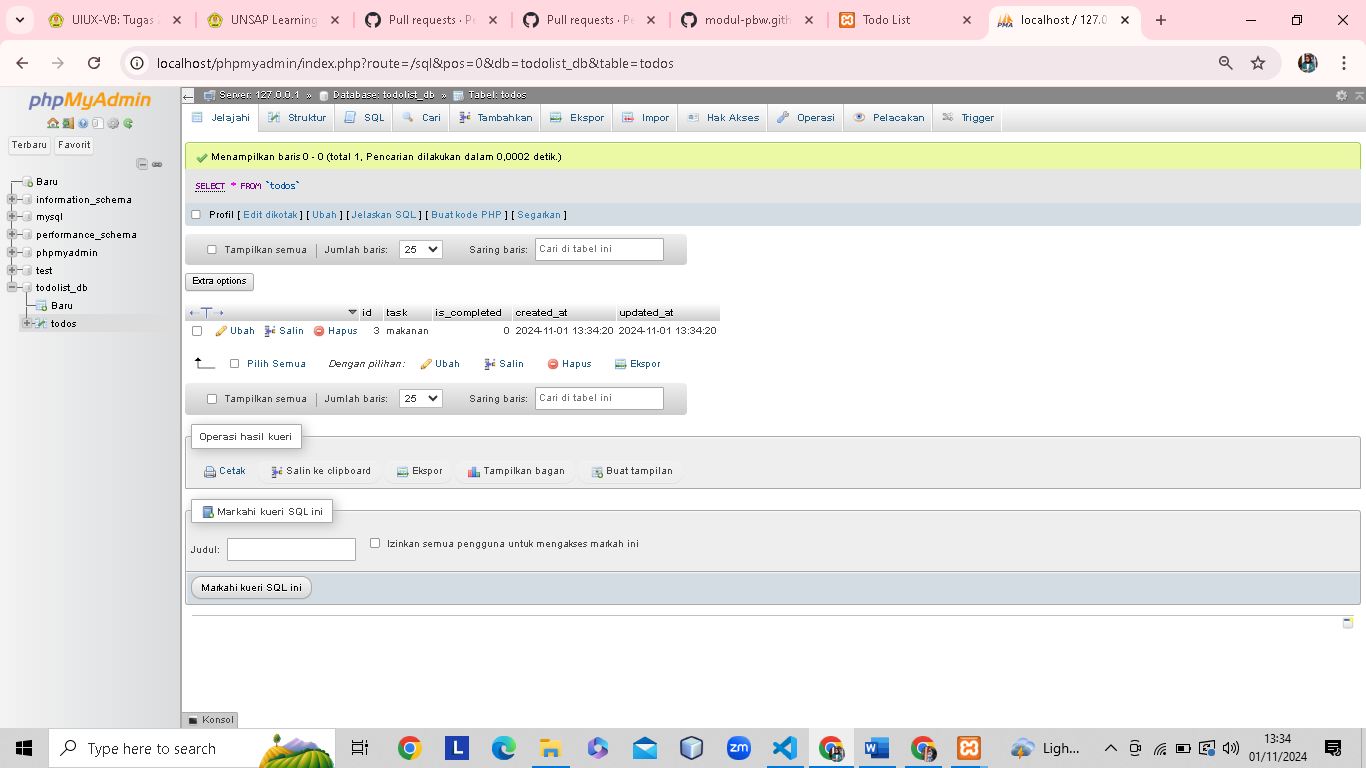 UIUX-VB: Tugas
UNSAP Learning
Pull requests · Pe
Pull requests · Pe
modul-pbw.gith
Todo List
localhost / 127.0
localhost/phpmyadmin/index.php?route=/sql&pos=0&db=todolist_db&table=todos
phpMyAdmin
Terbaru Favorit
Baru
information_schema
mysql
performance_schema
phpmyadmin
test
todolist_db
Baru
todos
Server: 127.0.0.1 » Database: todolist_db » Tabel: todos
Jelajahi Struktur SQL Cari Tambahkan Ekspor Impor Hak Akses Operasi Pelacakan Trigger
Menampilkan baris 0 - 0 (total 1, Pencarian dilakukan dalam 0,0002 detik.)
SELECT * FROM `todos`
Profil [ Edit dikotak ] [ Ubah ] [ Jelaskan SQL ] [ Buat kode PHP ] [ Segarkan ]
Tampilkan semua | Jumlah baris: 25 Saring baris: Cari di tabel ini
Extra options
←T→ id task is_completed created_at updated_at
Ubah Salin Hapus 3 makanan 0 2024-11-01 13:34:20 2024-11-01 13:34:20
Pilih Semua Dengan pilihan: Ubah Salin Hapus Ekspor
Tampilkan semua | Jumlah baris: 25 Saring baris: Cari di tabel ini
Operasi hasil kueri
Cetak Salin ke clipboard Ekspor Tampilkan bagan Buat tampilan
Markahi kueri SQL ini
Judul: Izinkan semua pengguna untuk mengakses markah ini
Markahi kueri SQL ini
Konsol
Type here to search
L
zm
Ligh...
13:34
01/11/2024